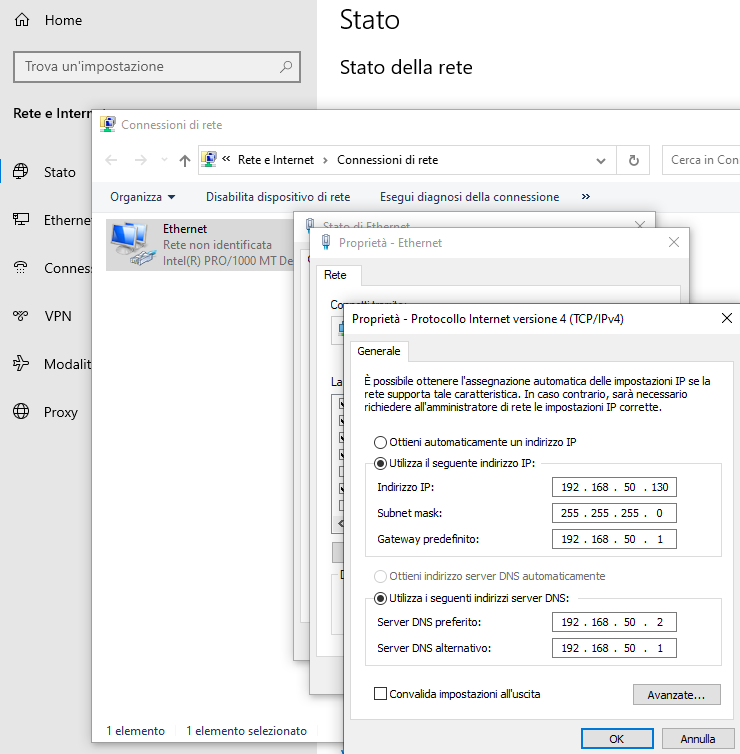 Home
Stato
Trova un'impostazione
Stato della rete
Rete e Intern
Connessioni di rete
Stato
« Rete e Internet > Connessioni di rete
Cerca in Con
Organizza
Disabilita dispositivo di rete
Esegui diagnosi della connessione
»
Etherne
Ethernet
Rete non identificata
Intel(R) PRO/1000 MT De
Stato di Ethernet
Proprietà - Ethernet
Connes
Rete
VPN
Proprietà - Protocollo Internet versione 4 (TCP/IPv4)
Generale
Modalit
La
È possibile ottenere l'assegnazione automatica delle impostazioni IP se la
rete supporta tale caratteristica. In caso contrario, sarà necessario
richiedere all'amministratore di rete le impostazioni IP corrette.
Proxy
Ottieni automaticamente un indirizzo IP
Utilizza il seguente indirizzo IP:
Indirizzo IP: 192 . 168 . 50 . 130
Subnet mask: 255 . 255 . 255 . 0
Gateway predefinito: 192 . 168 . 50 . 1
Ottieni indirizzo server DNS automaticamente
Utilizza i seguenti indirizzi server DNS:
Server DNS preferito: 192 . 168 . 50 . 2
Server DNS alternativo: 192 . 168 . 50 . 1
Convalida impostazioni all'uscita
Avanzate...
1 elemento
1 elemento selezionato
OK
Annulla